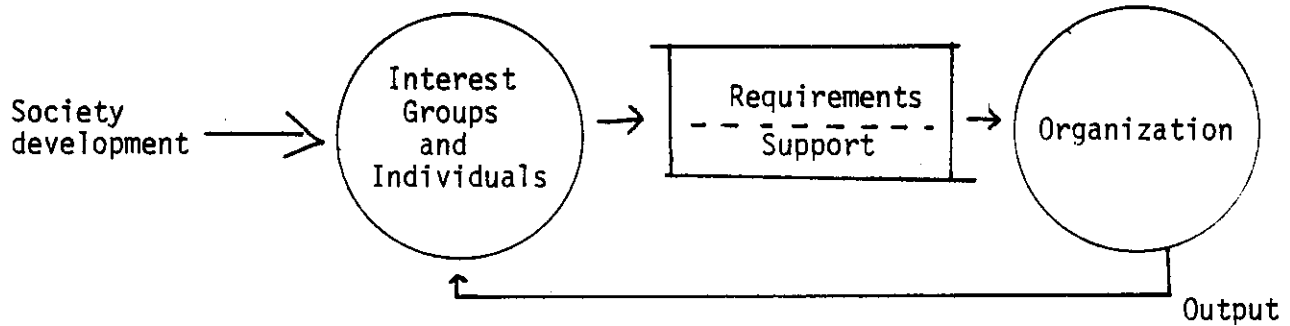 Society
development
Interest
Groups
and
Individuals
Requirements
Support
Organization
Output